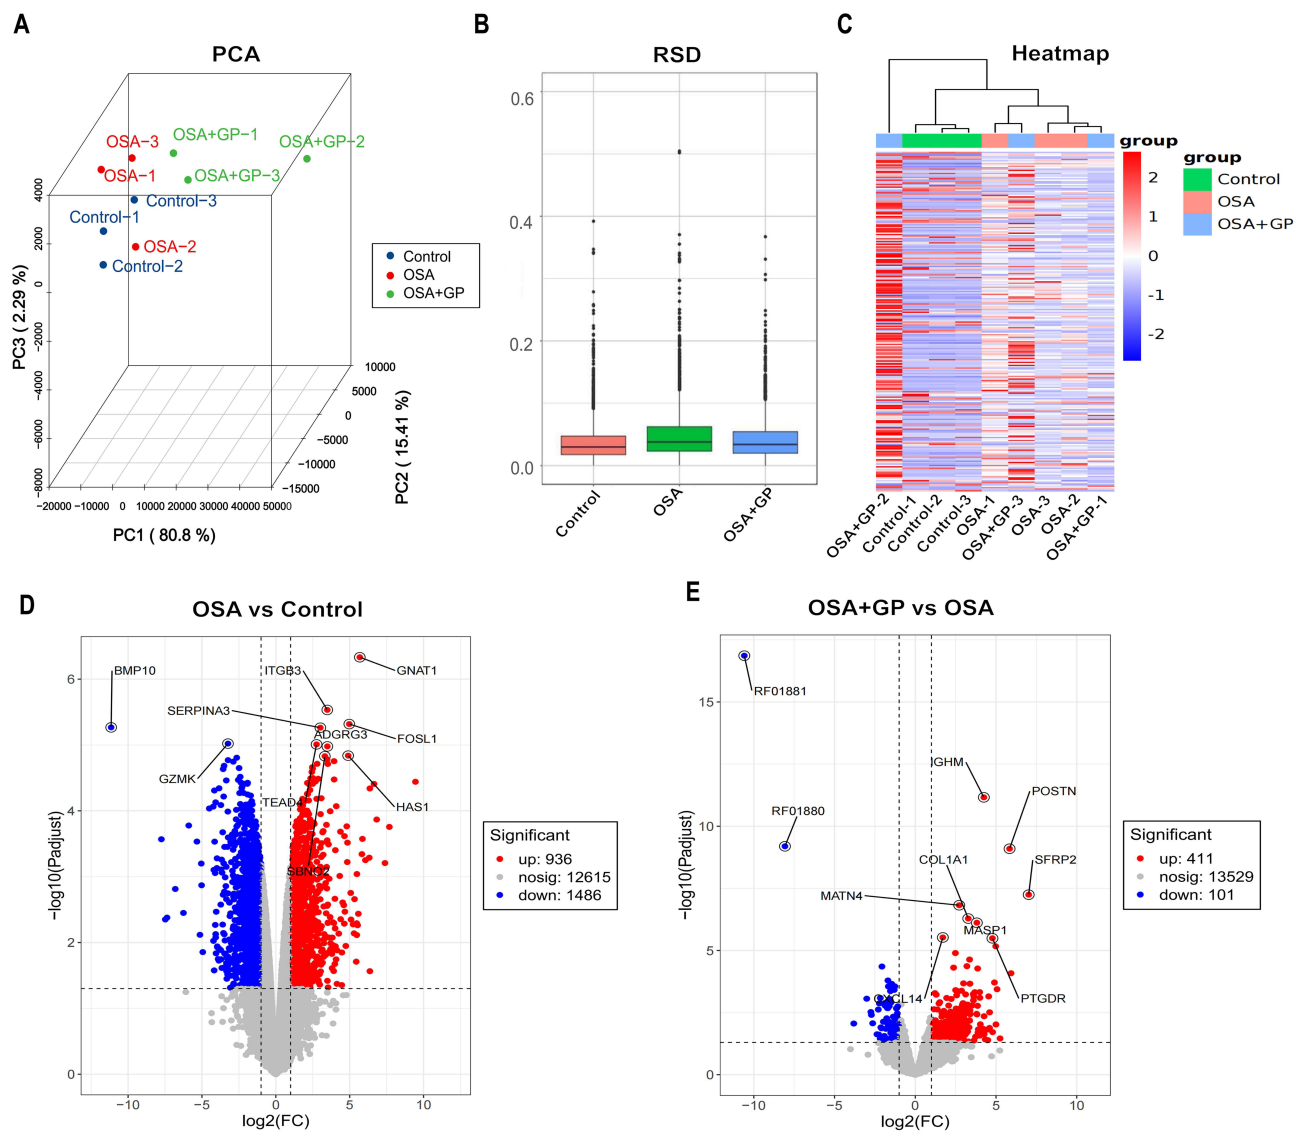 A
PCA
OSA-3
OSA+GP-1
OSA+GP-2
OSA-1
OSA+GP-3
Control-3
Control-1
OSA-2
Control-2
Control
OSA
OSA+GP
PC3 ( 2.29 %)
4000
2000
0
-2000
-4000
-6000
-8000
-20000
-10000
0
10000
20000
30000
40000
50000
PC1 ( 80.8 %)
10000
5000
0
-5000
-10000
-15000
PC2 ( 15.41 %)
B
RSD
0.6
0.4
0.2
0.0
Control
OSA
OSA+GP
C
Heatmap
group
2
1
0
-1
-2
group
Control
OSA
OSA+GP
OSA+GP-2
Control-1
Control-2
Control-3
OSA-1
OSA+GP-3
OSA-3
OSA-2
OSA+GP-1
D
OSA vs Control
BMP10
ITGB3
GNAT1
SERPINA3
ADGRG3
FOSL1
GZMK
TEAD4
HAS1
SBNO2
-log10(Padjust)
6
4
2
0
-10
-5
0
5
10
log2(FC)
Significant
up: 936
nosig: 12615
down: 1486
E
OSA+GP vs OSA
RF01881
IGHM
POSTN
RF01880
COL1A1
SFRP2
MATN4
MASP1
CXCL14
PTGDR
-log10(Padjust)
15
10
5
0
-10
-5
0
5
10
log2(FC)
Significant
up: 411
nosig: 13529
down: 101